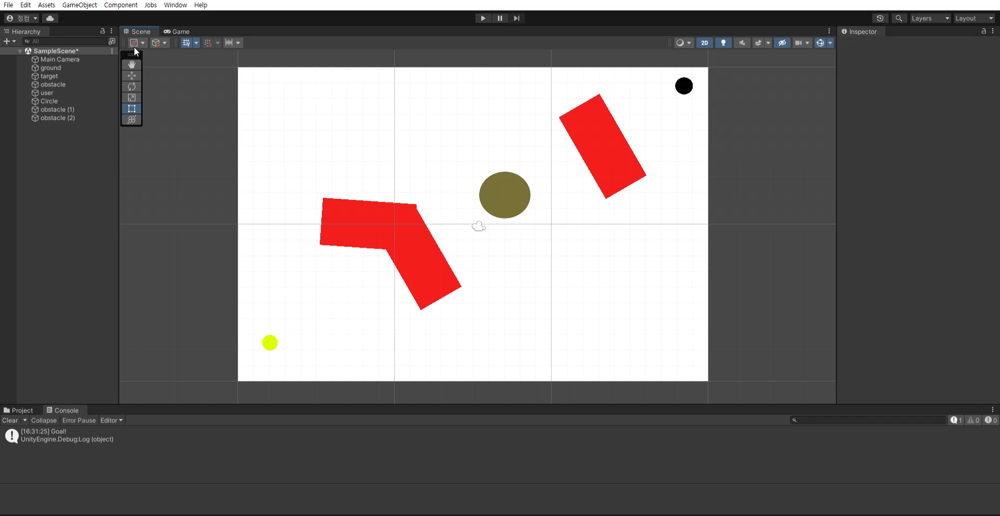 File Edit Assets GameObject Component Jobs Window Help
정컴 Layers Layout
Hierarchy Scene Game Inspector
All 2D
SampleScene*
Main Camera
ground
target
obstacle
user
Circle
obstacle (1)
obstacle (2)
Project Console
Clear Collapse Error Pause Editor 1 0 0
[16:31:25] Goal!
UnityEngine.Debug:Log (object)